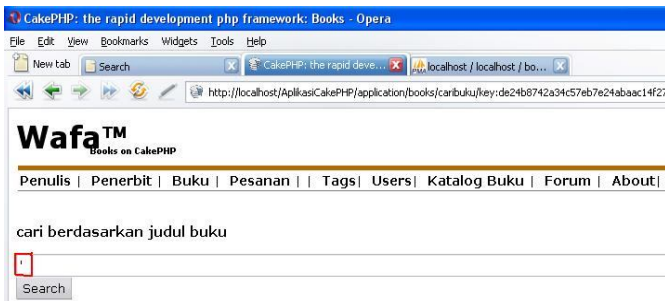 CakePHP: the rapid development php framework: Books - Opera
File Edit View Bookmarks Widgets Tools Help
New tab Search CakePHP: the rapid deve... localhost / localhost / bo...
http://localhost/AplikasiCakePHP/application/books/caribuku/key:de24b8742a34c57eb7e24abaac14f27
Wafa™
Books on CakePHP
Penulis | Penerbit | Buku | Pesanan | | Tags| Users| Katalog Buku | Forum | About|
cari berdasarkan judul buku
'
Search